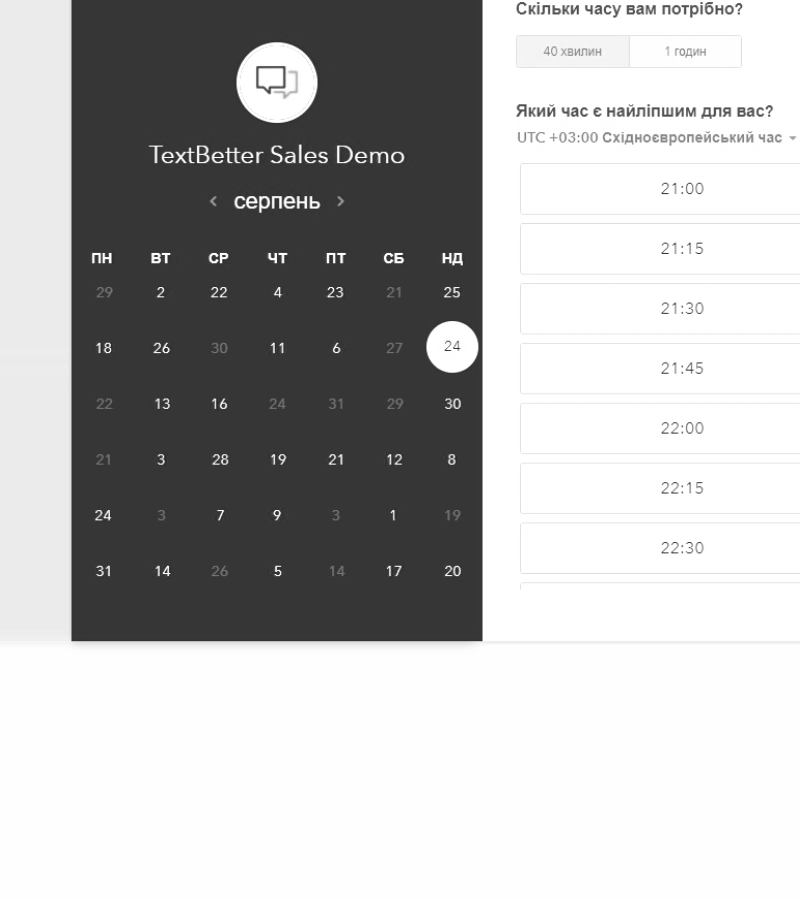 Скільки часу вам потрібно?
40 хвилин 1 годин
Який час є найліпшим для вас?
UTC +03:00 Східноєвропейський час
TextBetter Sales Demo
серпень
ПН ВТ СР ЧТ ПТ СБ НД
29 2 22 4 23 21 25
18 26 30 11 6 27 24
22 13 16 24 31 29 30
21 3 28 19 21 12 8
24 3 7 9 3 1 19
31 14 26 5 14 17 20
21:00
21:15
21:30
21:45
22:00
22:15
22:30